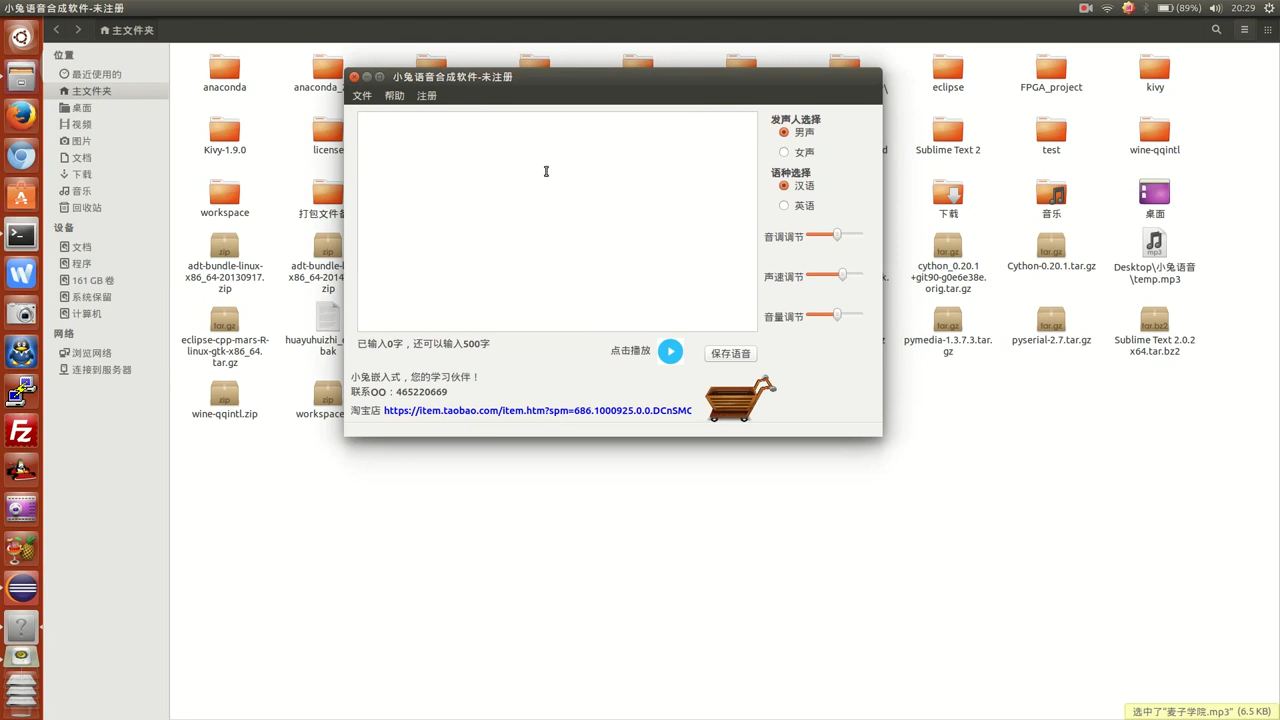 小兔语音合成软件-未注册
(89%)
20:29
主文件夹
位置
最近使用的
主文件夹
桌面
视频
图片
文档
下载
音乐
回收站
设备
文档
程序
161 GB 卷
系统保留
计算机
网络
浏览网络
连接到服务器
anaconda
eclipse
FPGA_project
kivy
Kivy-1.9.0
license
Sublime Text 2
test
wine-qqintl
workspace
下载
音乐
桌面
adt-bundle-linux-
x86_64-20130917.
zip
cython_0.20.1
+git90-g0e6e38e.
orig.tar.gz
Cython-0.20.1.tar.gz
Desktop\小兔语音
\temp.mp3
eclipse-cpp-mars-R-
linux-gtk-x86_64.
tar.gz
huayuhuizhi_
bak
pymedia-1.3.7.3.tar.
gz
pyserial-2.7.tar.gz
Sublime Text 2.0.2
x64.tar.bz2
wine-qqintl.zip
workspace
小兔语音合成软件-未注册
文件 帮助 注册
发声人选择
男声
女声
语种选择
汉语
英语
音调调节
声速调节
音量调节
已输入0字，还可以输入500字
点击播放
保存语音
小兔嵌入式，您的学习伙伴！
联系QQ：465220669
淘宝店 https://item.taobao.com/item.htm?spm=686.1000925.0.0.DCnSMC
选中了"麦子学院.mp3" (6.5 KB)